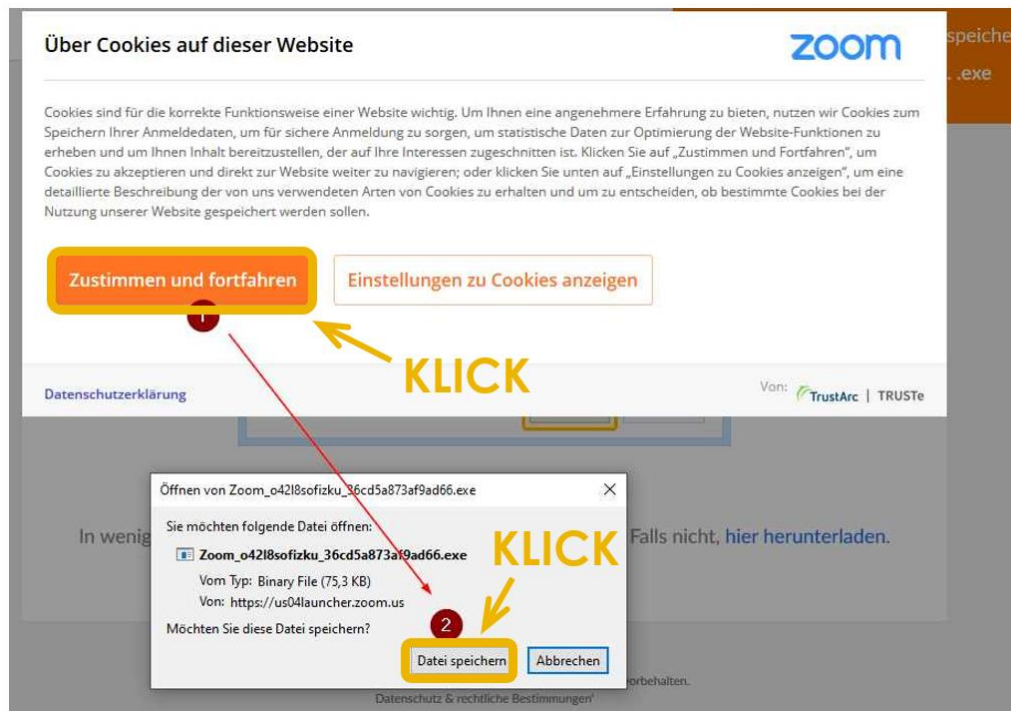 Über Cookies auf dieser Website
zoom
speiche
. .exe
Cookies sind für die korrekte Funktionsweise einer Website wichtig. Um Ihnen eine angenehmere Erfahrung zu bieten, nutzen wir Cookies zum
Speichern Ihrer Anmeldedaten, um für sichere Anmeldung zu sorgen, um statistische Daten zur Optimierung der Website-Funktionen zu
erheben und um Ihnen Inhalt bereitzustellen, der auf Ihre Interessen zugeschnitten ist. Klicken Sie auf „Zustimmen und Fortfahren“, um
Cookies zu akzeptieren und direkt zur Website weiter zu navigieren; oder klicken Sie unten auf „Einstellungen zu Cookies anzeigen“, um eine
detaillierte Beschreibung der von uns verwendeten Arten von Cookies zu erhalten und um zu entscheiden, ob bestimmte Cookies bei der
Nutzung unserer Website gespeichert werden sollen.
Zustimmen und fortfahren
Einstellungen zu Cookies anzeigen
1
KLICK
Datenschutzerklärung
Von: TrustArc | TRUSTe
Öffnen von Zoom_o42l8sofizku_36cd5a873af9ad66.exe
Sie möchten folgende Datei öffnen:
In wenig
Falls nicht, hier herunterladen.
KLICK
Zoom_o42l8sofizku_36cd5a873af9ad66.exe
Vom Typ: Binary File (75,3 KB)
Von: https://us04launcher.zoom.us
Möchten Sie diese Datei speichern?
2
Datei speichern
Abbrechen
vorbehalten.
Datenschutz & rechtliche Bestimmungen'